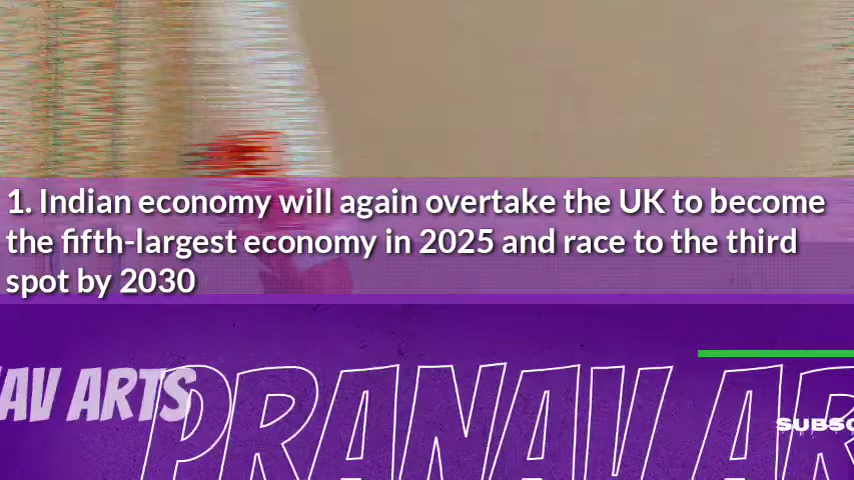 1. Indian economy will again overtake the UK to become
the fifth-largest economy in 2025 and race to the third
spot by 2030
AV ARTS
PRANAV AR
SUBSC